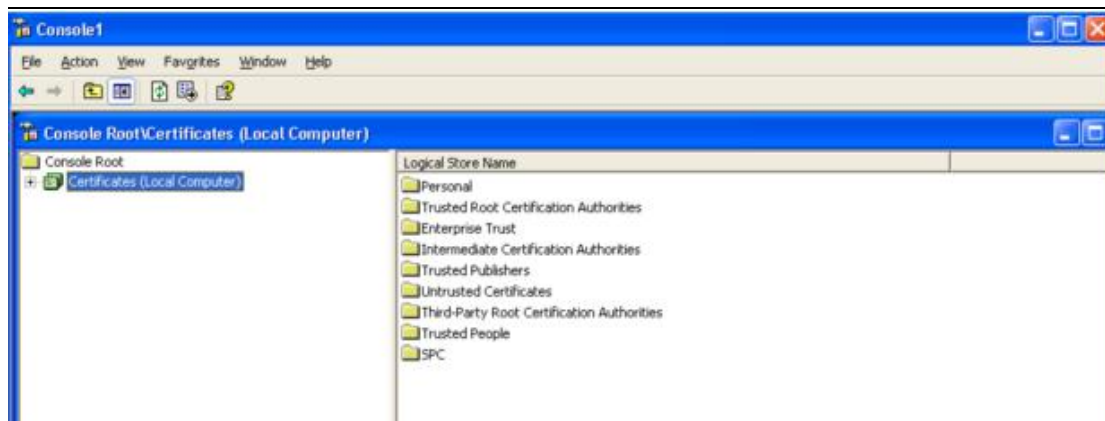 Console1
File Action View Favorites Window Help
Console Root\Certificates (Local Computer)
Console Root
Certificates (Local Computer)
Logical Store Name
Personal
Trusted Root Certification Authorities
Enterprise Trust
Intermediate Certification Authorities
Trusted Publishers
Untrusted Certificates
Third-Party Root Certification Authorities
Trusted People
SPC